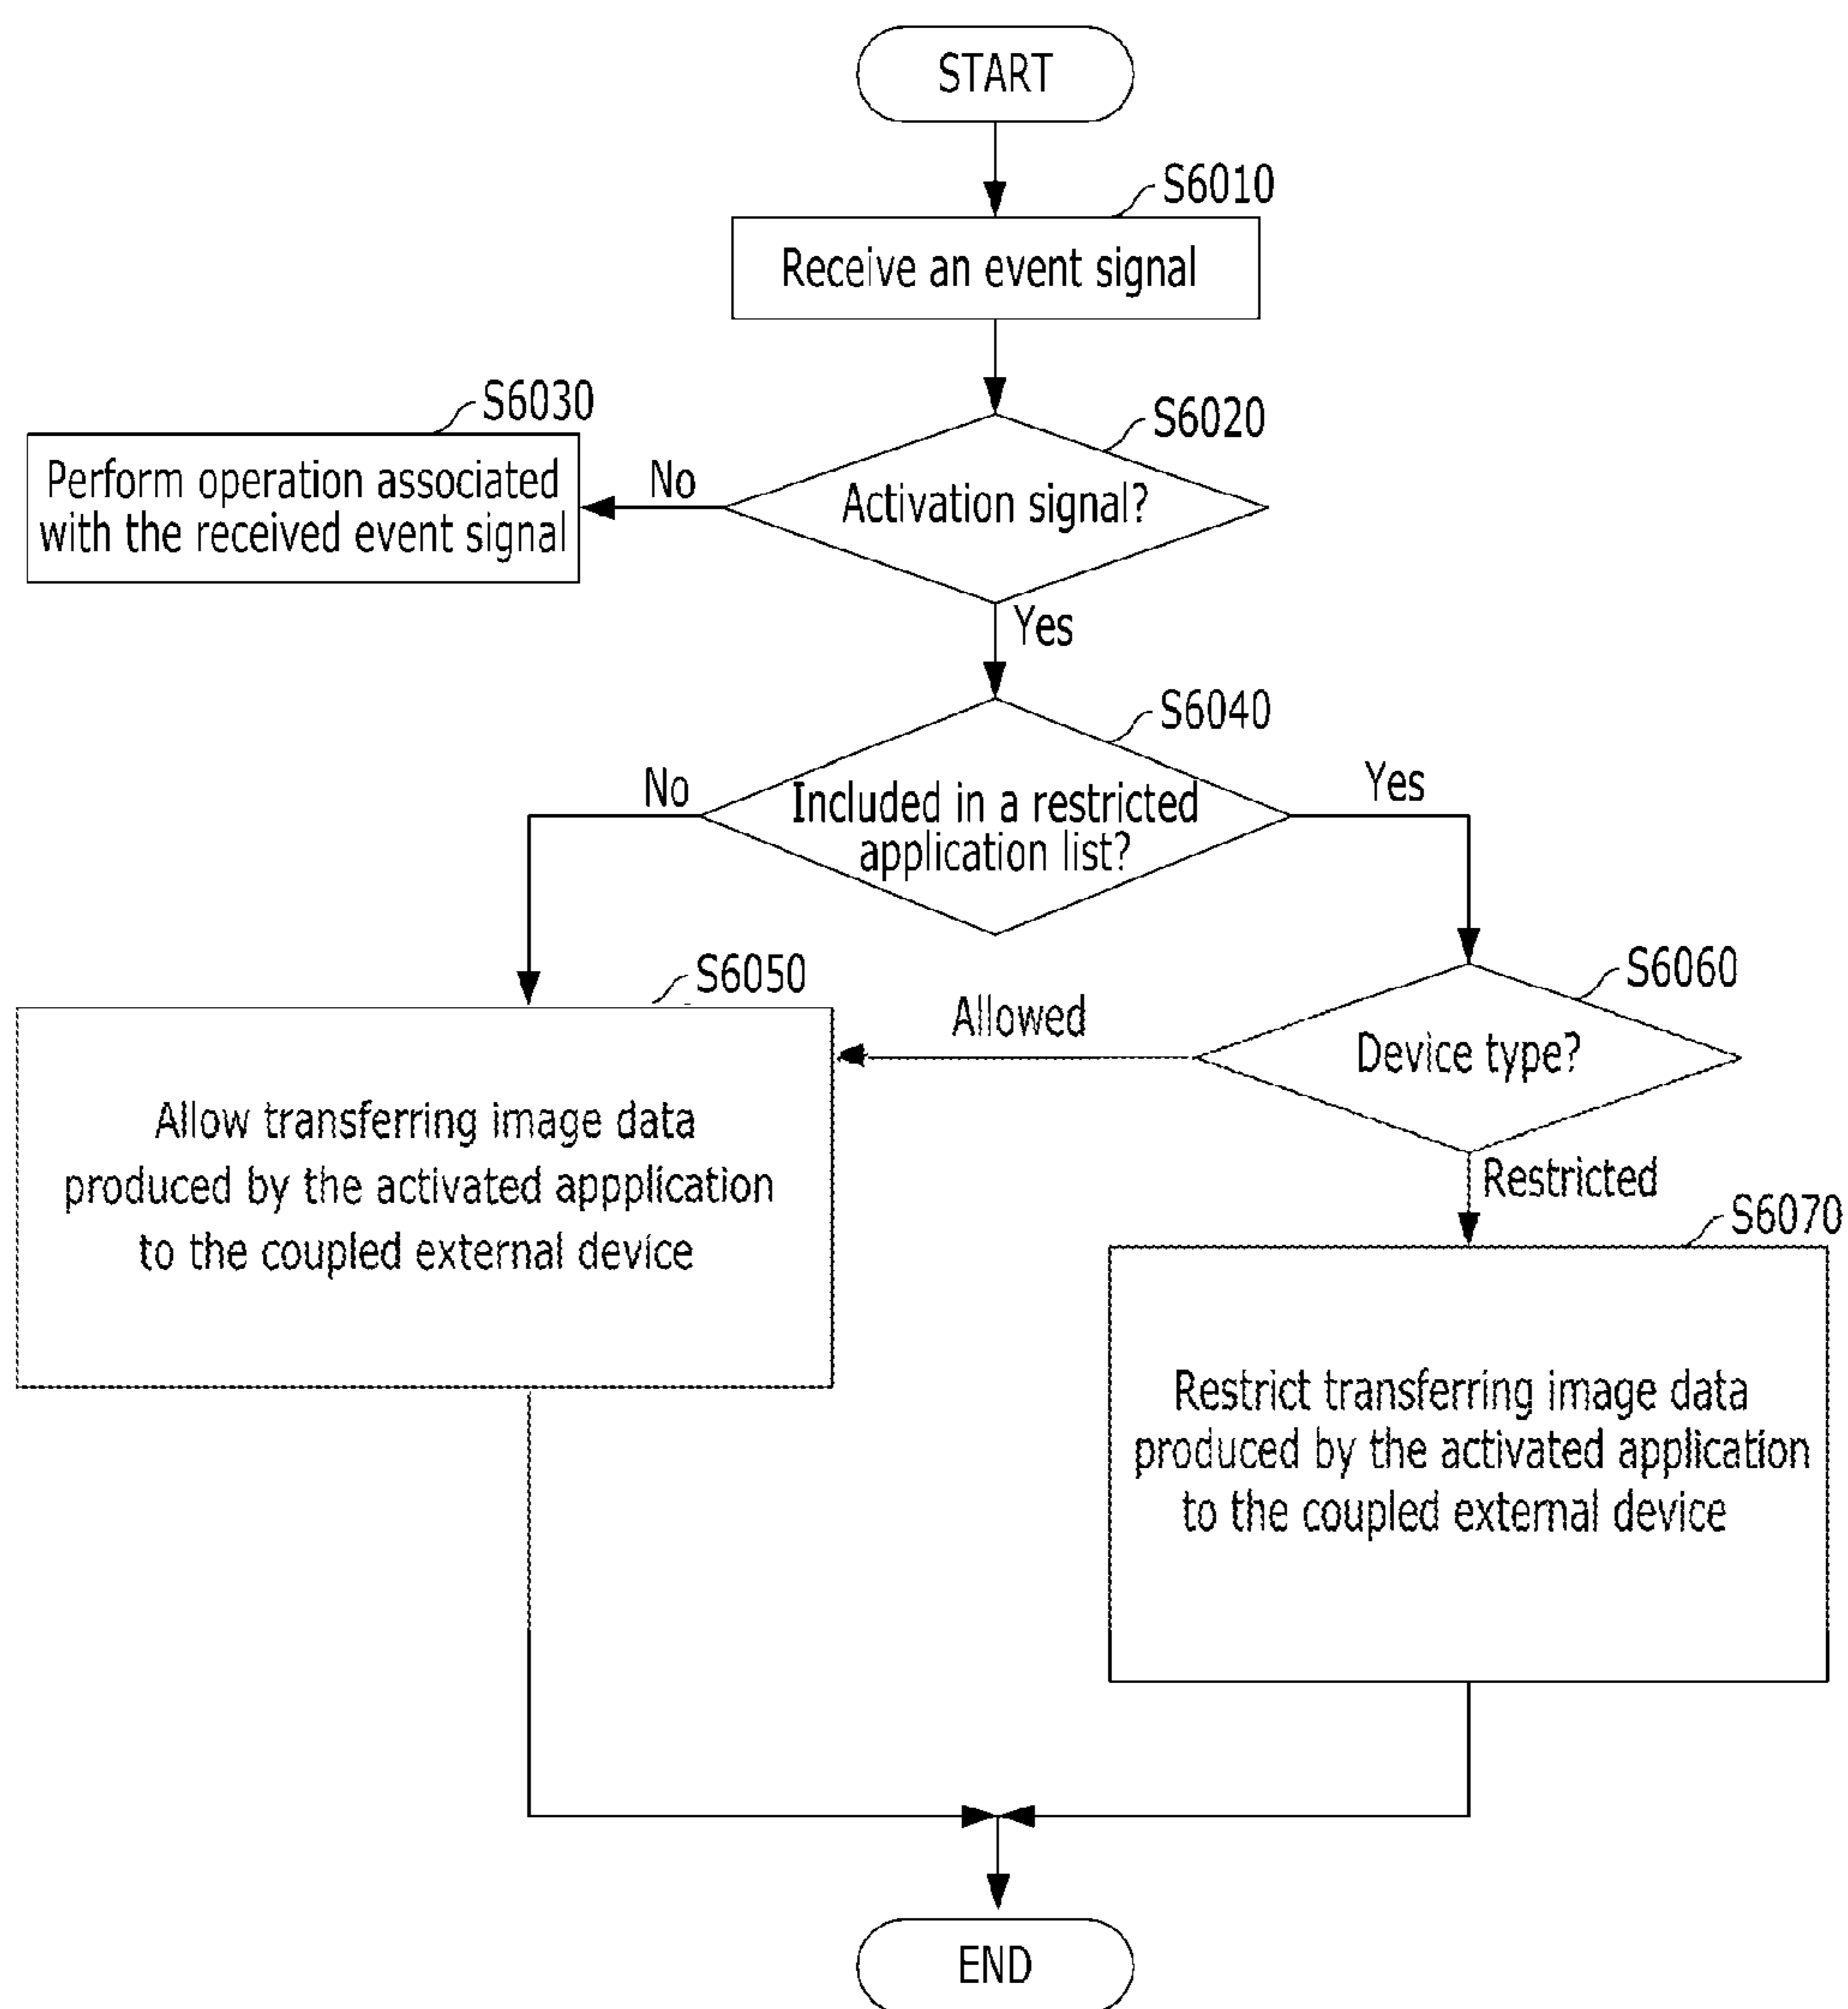 START
S6010
Receive an event signal
S6020
Activation signal?
S6030
No
Perform operation associated
with the received event signal
Yes
S6040
Included in a restricted
application list?
No
Yes
S6050
Allow transferring image data
produced by the activated appplication
to the coupled external device
Allowed
S6060
Device type?
Restricted
S6070
Restrict transferring image data
produced by the activated application
to the coupled external device
END